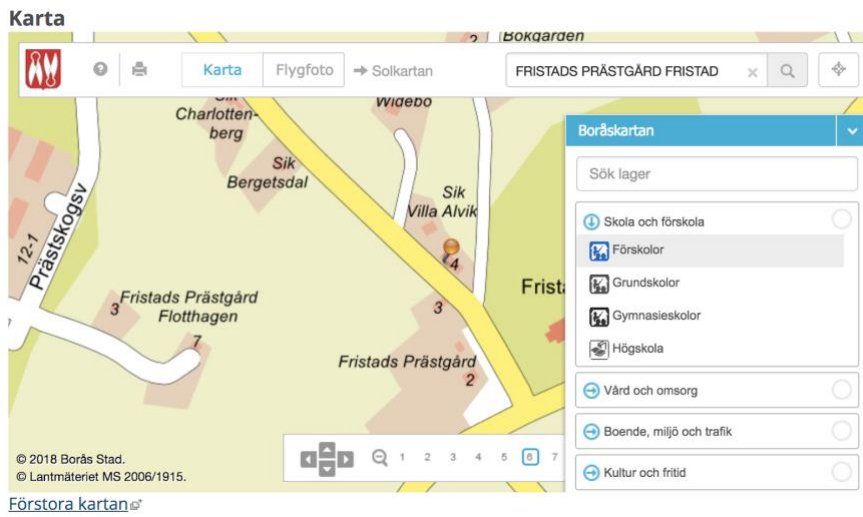 Karta
Bokgården
2
Karta
Flygfoto
Solkartan
FRISTADS PRÄSTGÅRD FRISTAD
Sik
Charlotten-
berg
Widebo
Boråskartan
Sök lager
Skola och förskola
Förskolor
Grundskolor
Gymnasieskolor
Högskola
Vård och omsorg
Boende, miljö och trafik
Kultur och fritid
Sik
Bergetsdal
Sik
Villa Alvik
4
12-1
Prästskogsv
3
Fristads Prästgård
Flotthagen
7
3
Fristads Prästgård
2
© 2018 Borås Stad.
© Lantmäteriet MS 2006/1915.
1 2 3 4 5 6 7
Förstora kartan